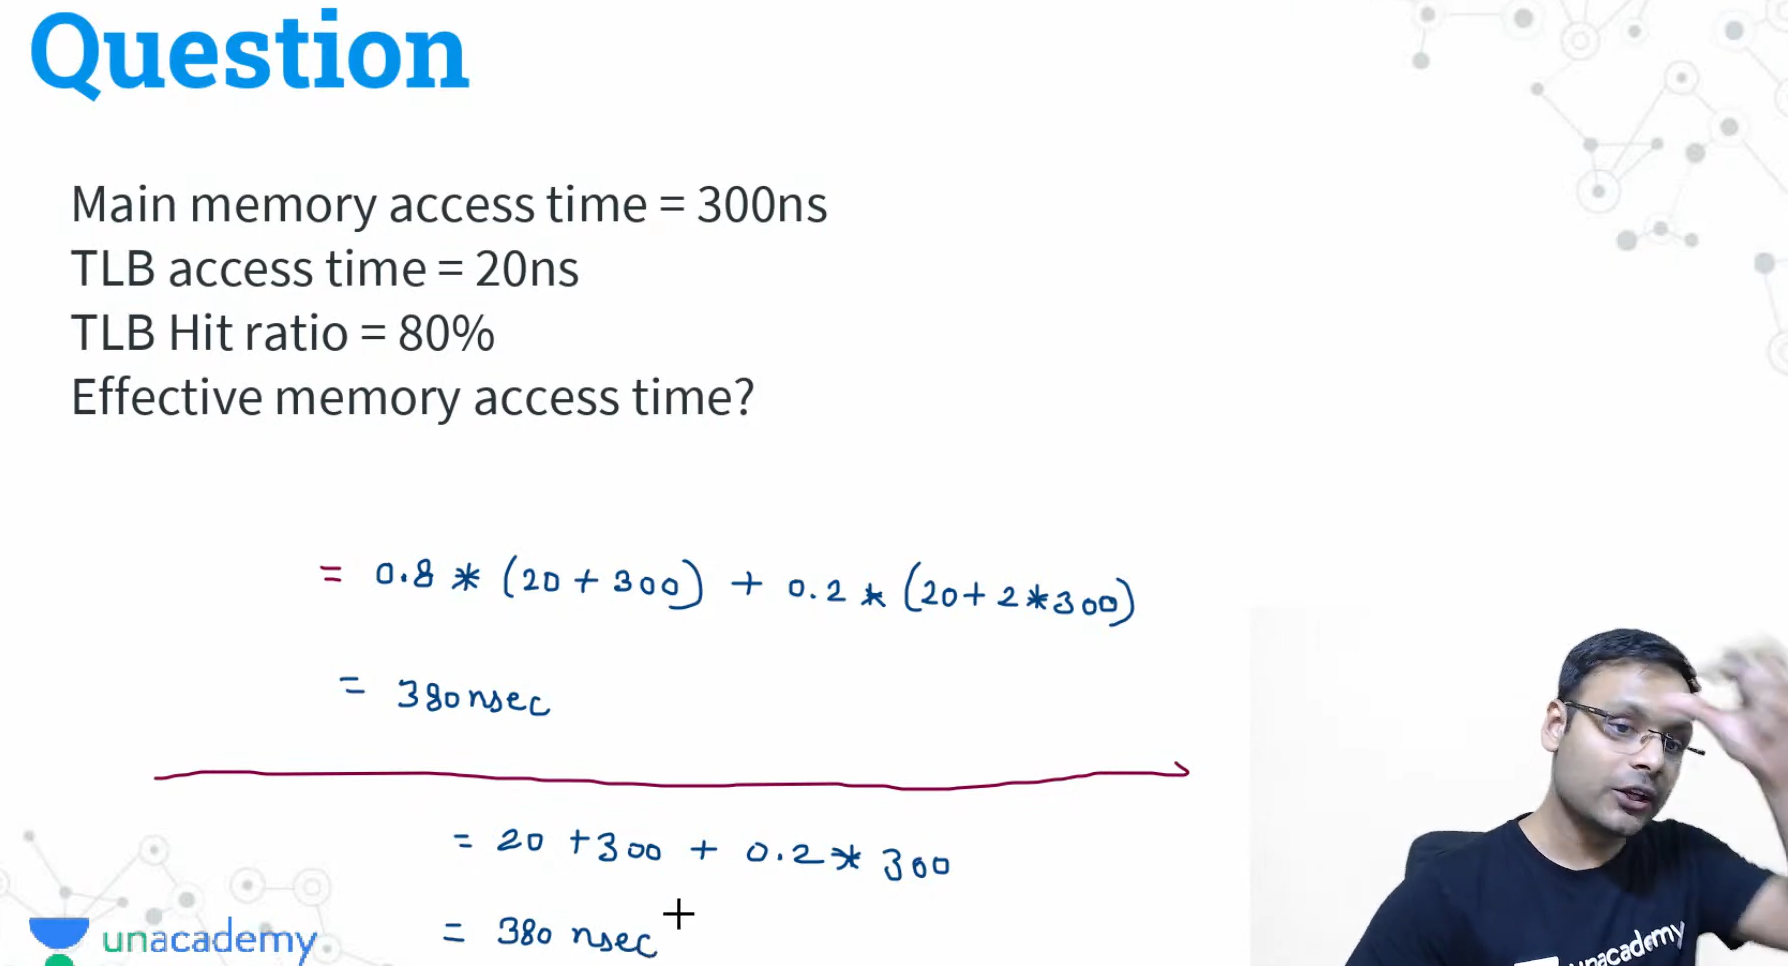 Question
Main memory access time = 300ns
TLB access time = 20ns
TLB Hit ratio = 80%
Effective memory access time?
= 0.8 * (20 + 300) + 0.2 * (20 + 2 * 300)
= 380 nsec
= 20 + 300 + 0.2 * 300
= 380 nsec
unacademy
unacademy